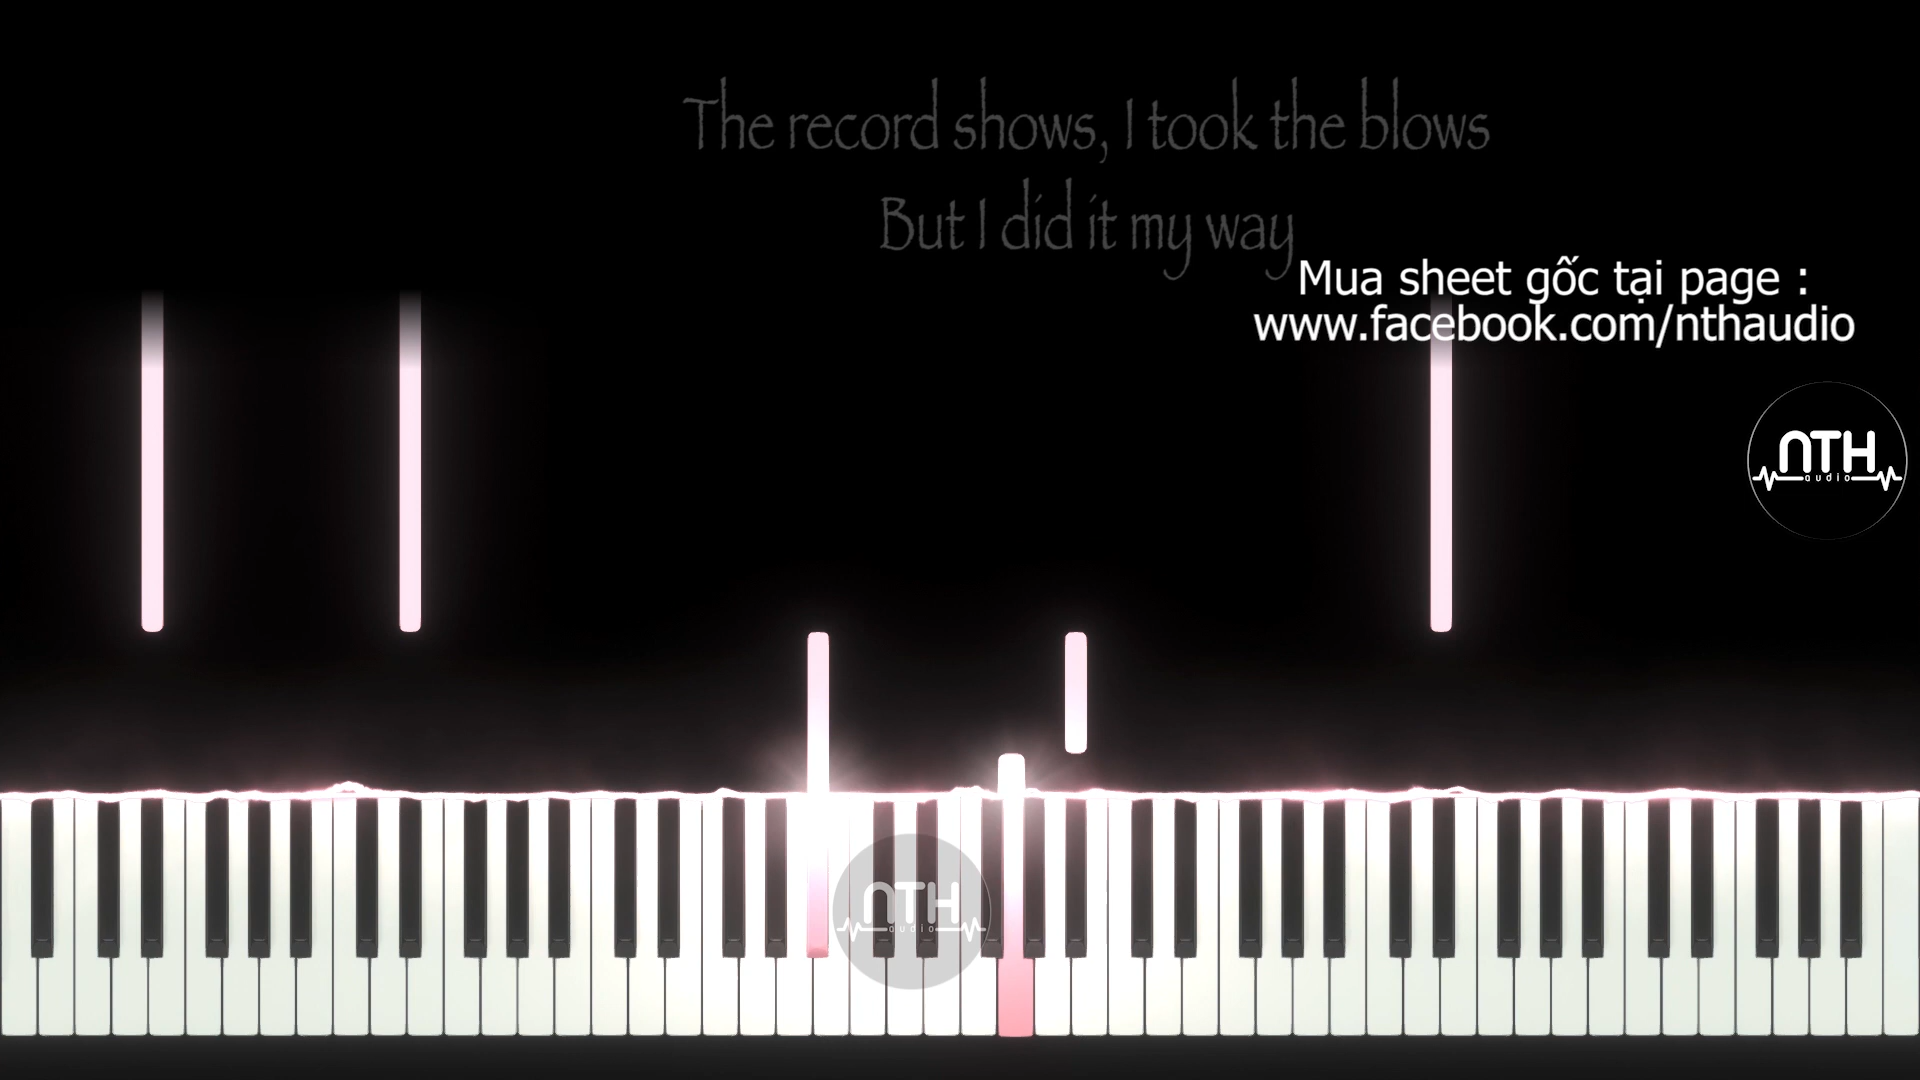 The record shows, I took the blows
But I did it my way
Mua sheet gốc tại page :
www.facebook.com/nthaudio
NTH
audio
NTH
audio